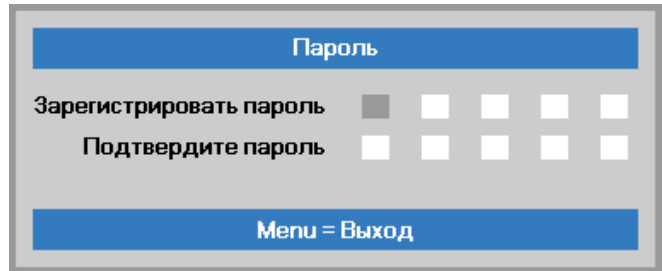 Пароль
Зарегистрировать пароль
Подтвердите пароль
Menu = Выход